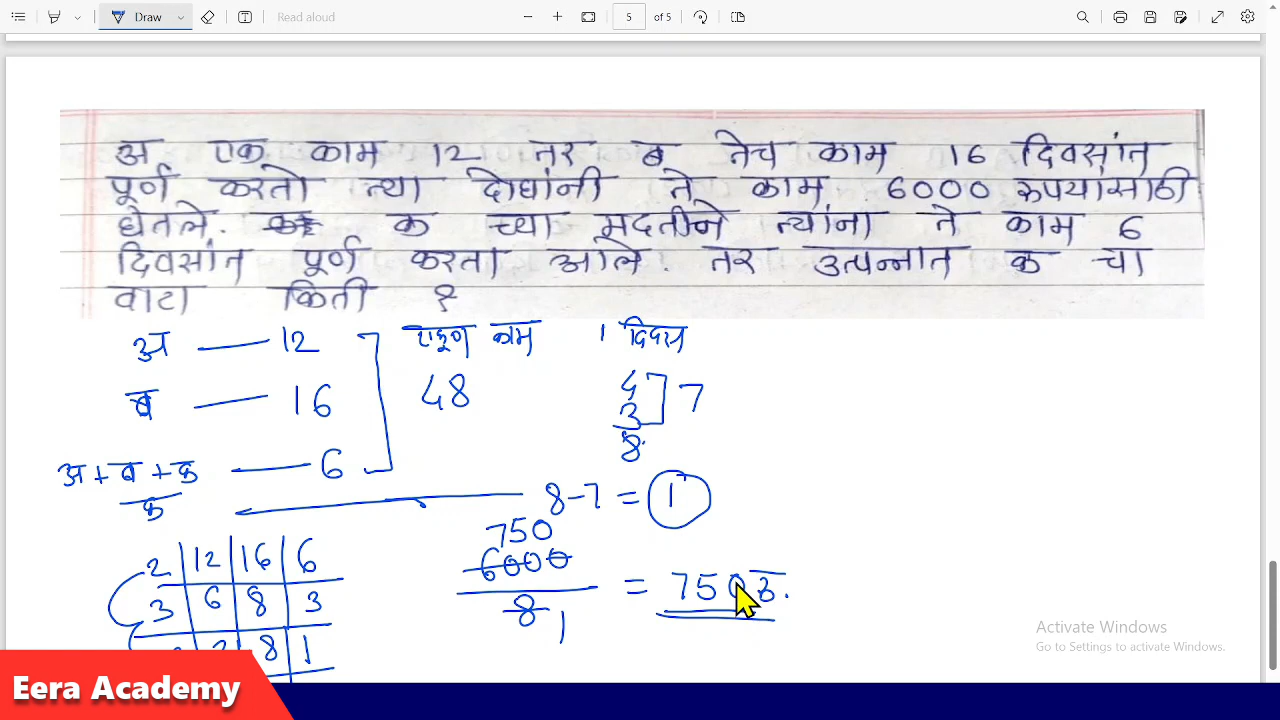 Draw
Read aloud
5 of 5
अ एक काम 12 तर ब तेच काम 16 दिवसांत
पूर्ण करतो त्या दोघांनी ते काम 6000 रुपयांसाठी
घेतले. क च्या मदतीने त्यांना ते काम 6
दिवसांत पूर्ण करता आले. तर उत्पन्नात क चा
वाटा किती ?
अ — 12 एकूण काम 1 दिवस
ब — 16 48 4 3 7
8
अ + ब + क — 6
क 8-7 = 1
750
6000
8 1
= 750 रु.
2 12 16 6
3 6 8 3
8 1
Activate Windows
Go to Settings to activate Windows.
Eera Academy